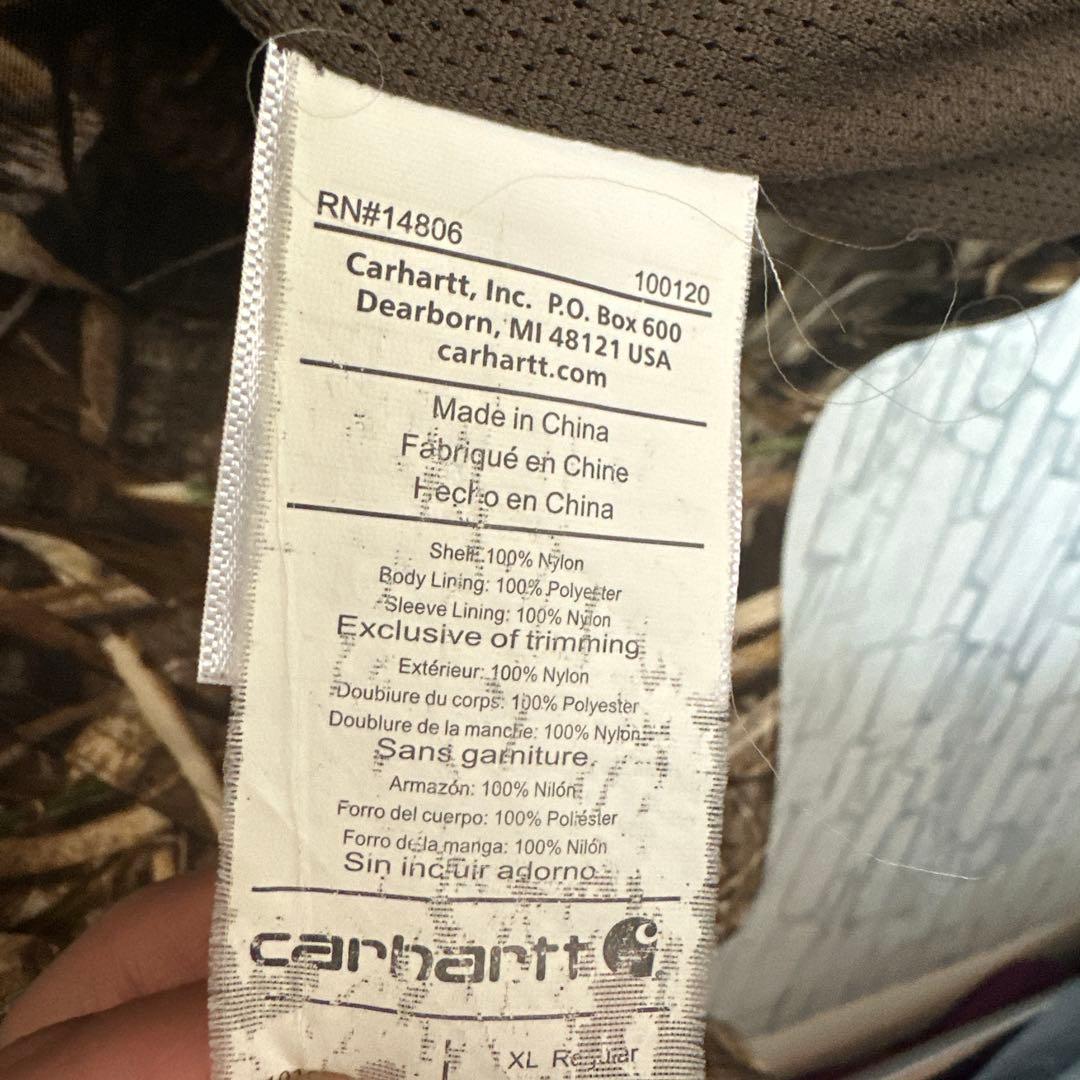 RN#14806
100120
Carhartt, Inc. P.O. Box 600
Dearborn, MI 48121 USA
carhartt.com
Made in China
Fabriqué en Chine
Hecho en China
Shell: 100% Nylon
Body Lining: 100% Polyester
Sleeve Lining: 100% Nylon
Exclusive of trimming
Extérieur: 100% Nylon
Doubiure du corps: 100% Polyester
Doublure de la manche: 100% Nylon
Sans garniture.
Armazón: 100% Nilón
Forro del cuerpo: 100% Poliéster
Forro de la manga: 100% Nilón
Sin incluir adorno
carhartt
XL Regular